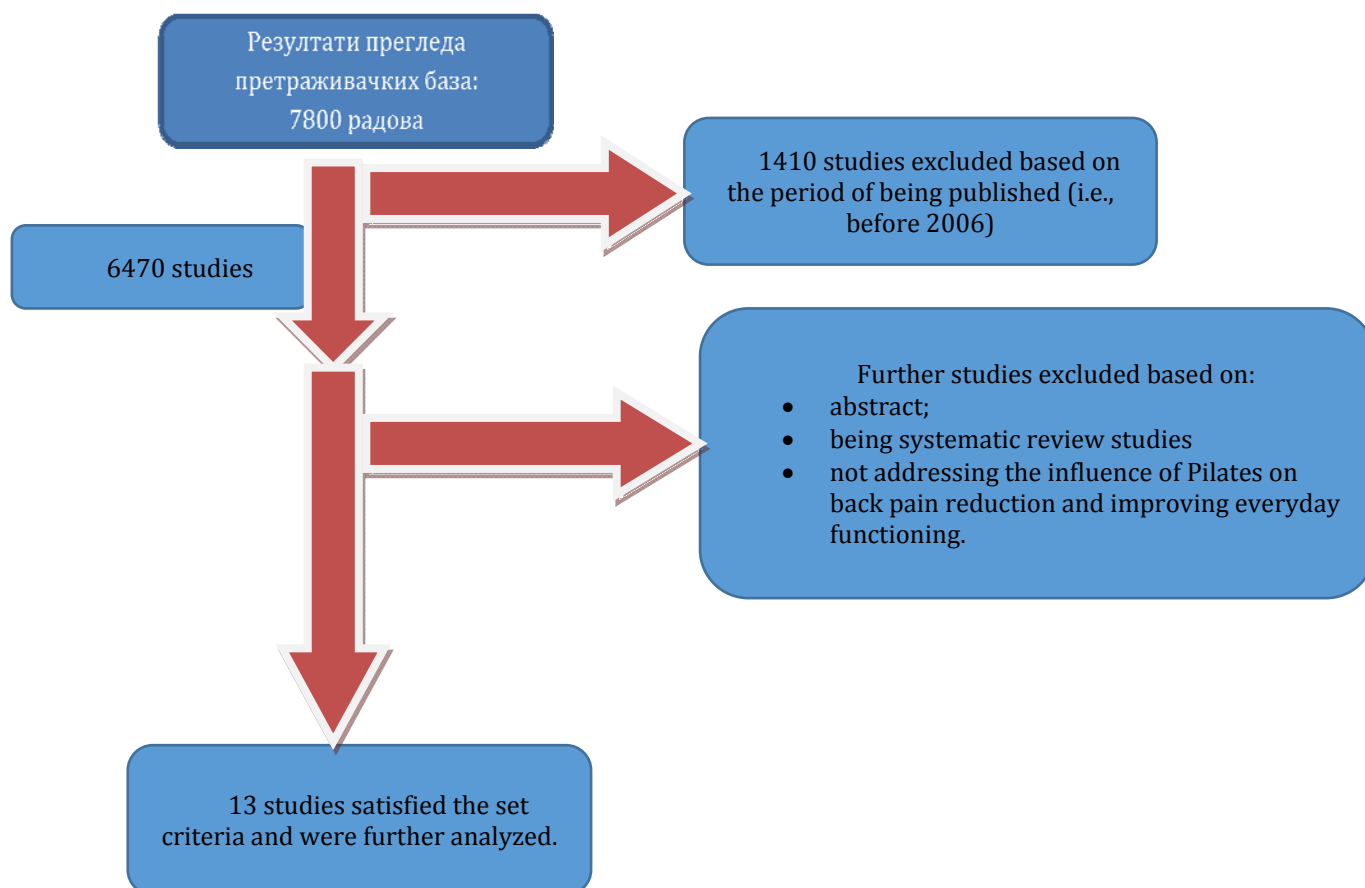 Резултати прегледа
претраживачких база:
7800 радова
1410 studies excluded based on
the period of being published (i.e.,
before 2006)
6470 studies
Further studies excluded based on:
• abstract;
• being systematic review studies
• not addressing the influence of Pilates on
back pain reduction and improving everyday
functioning.
13 studies satisfied the set
criteria and were further analyzed.